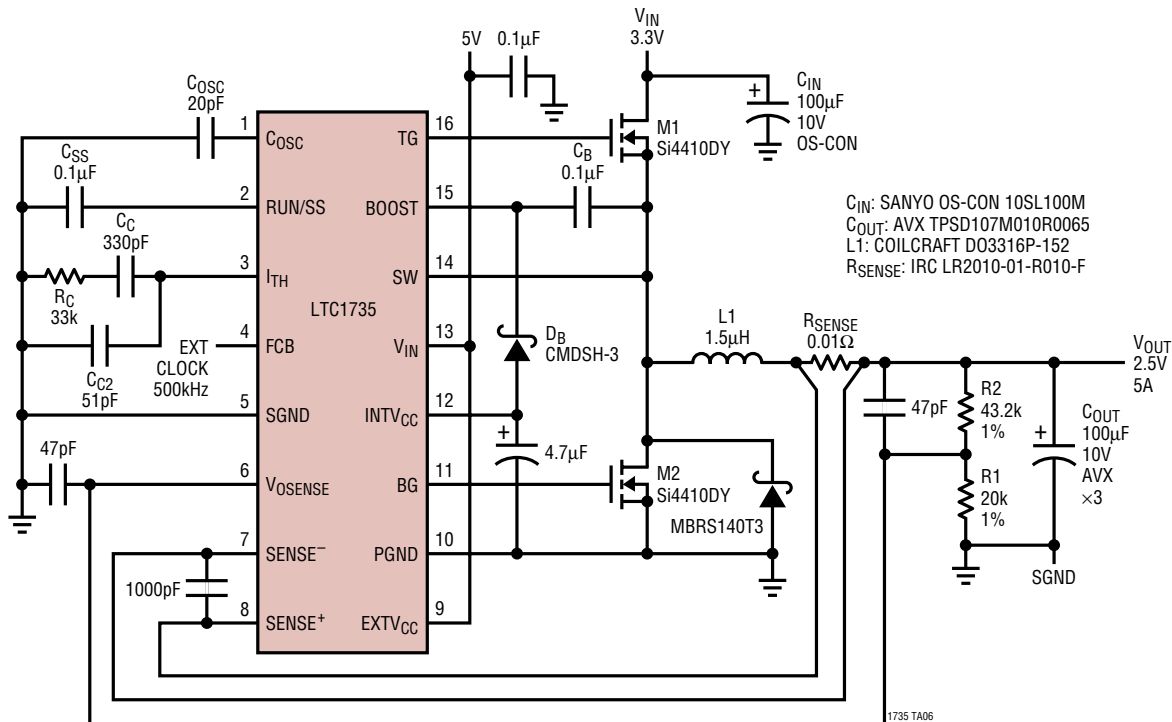 VIN
3.3V
5V
0.1µF
CIN
100µF
10V
OS-CON
+
COSC
20pF
1
COSC
TG
16
M1
Si4410DY
CSS
0.1µF
CB
0.1µF
2
RUN/SS
BOOST
15
CIN: SANYO OS-CON 10SL100M
COUT: AVX TPSD107M010R0065
L1: COILCRAFT DO3316P-152
RSENSE: IRC LR2010-01-R010-F
CC
330pF
3
ITH
SW
14
RC
33k
LTC1735
L1
1.5µH
RSENSE
0.01Ω
VOUT
2.5V
5A
DB
CMDSH-3
4
FCB
VIN
13
EXT
CLOCK
500kHz
CC2
51pF
47pF
R2
43.2k
1%
COUT
100µF
10V
AVX
×3
+
5
SGND
INTVCC
12
+
4.7µF
47pF
6
VOSENSE
BG
11
M2
Si4410DY
MBRS140T3
R1
20k
1%
7
SENSE–
PGND
10
SGND
1000pF
8
SENSE+
EXTVCC
9
1735 TA06